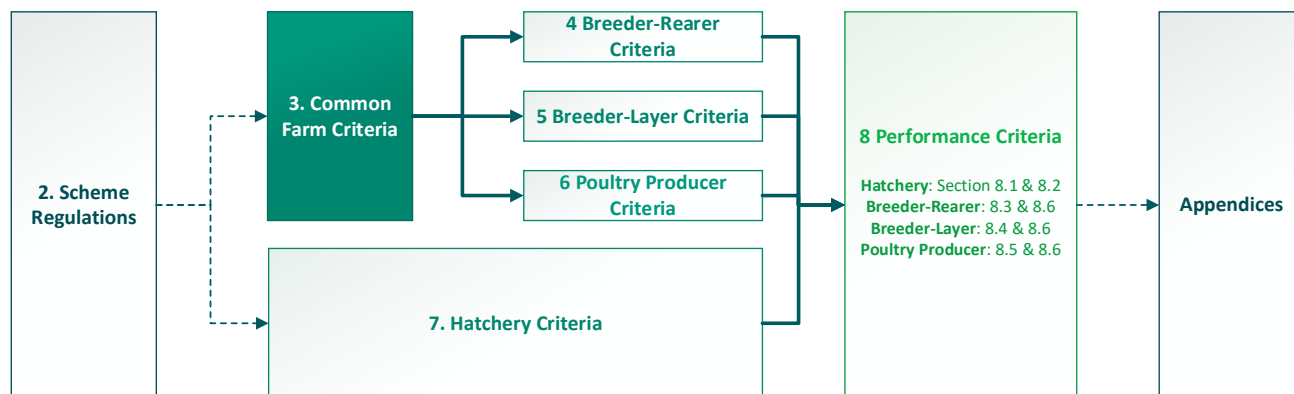 2. Scheme
Regulations
3. Common
Farm Criteria
4 Breeder-Rearer
Criteria
5 Breeder-Layer Criteria
6 Poultry Producer
Criteria
7. Hatchery Criteria
8 Performance Criteria
Hatchery: Section 8.1 & 8.2
Breeder-Rearer: 8.3 & 8.6
Breeder-Layer: 8.4 & 8.6
Poultry Producer: 8.5 & 8.6
Appendices